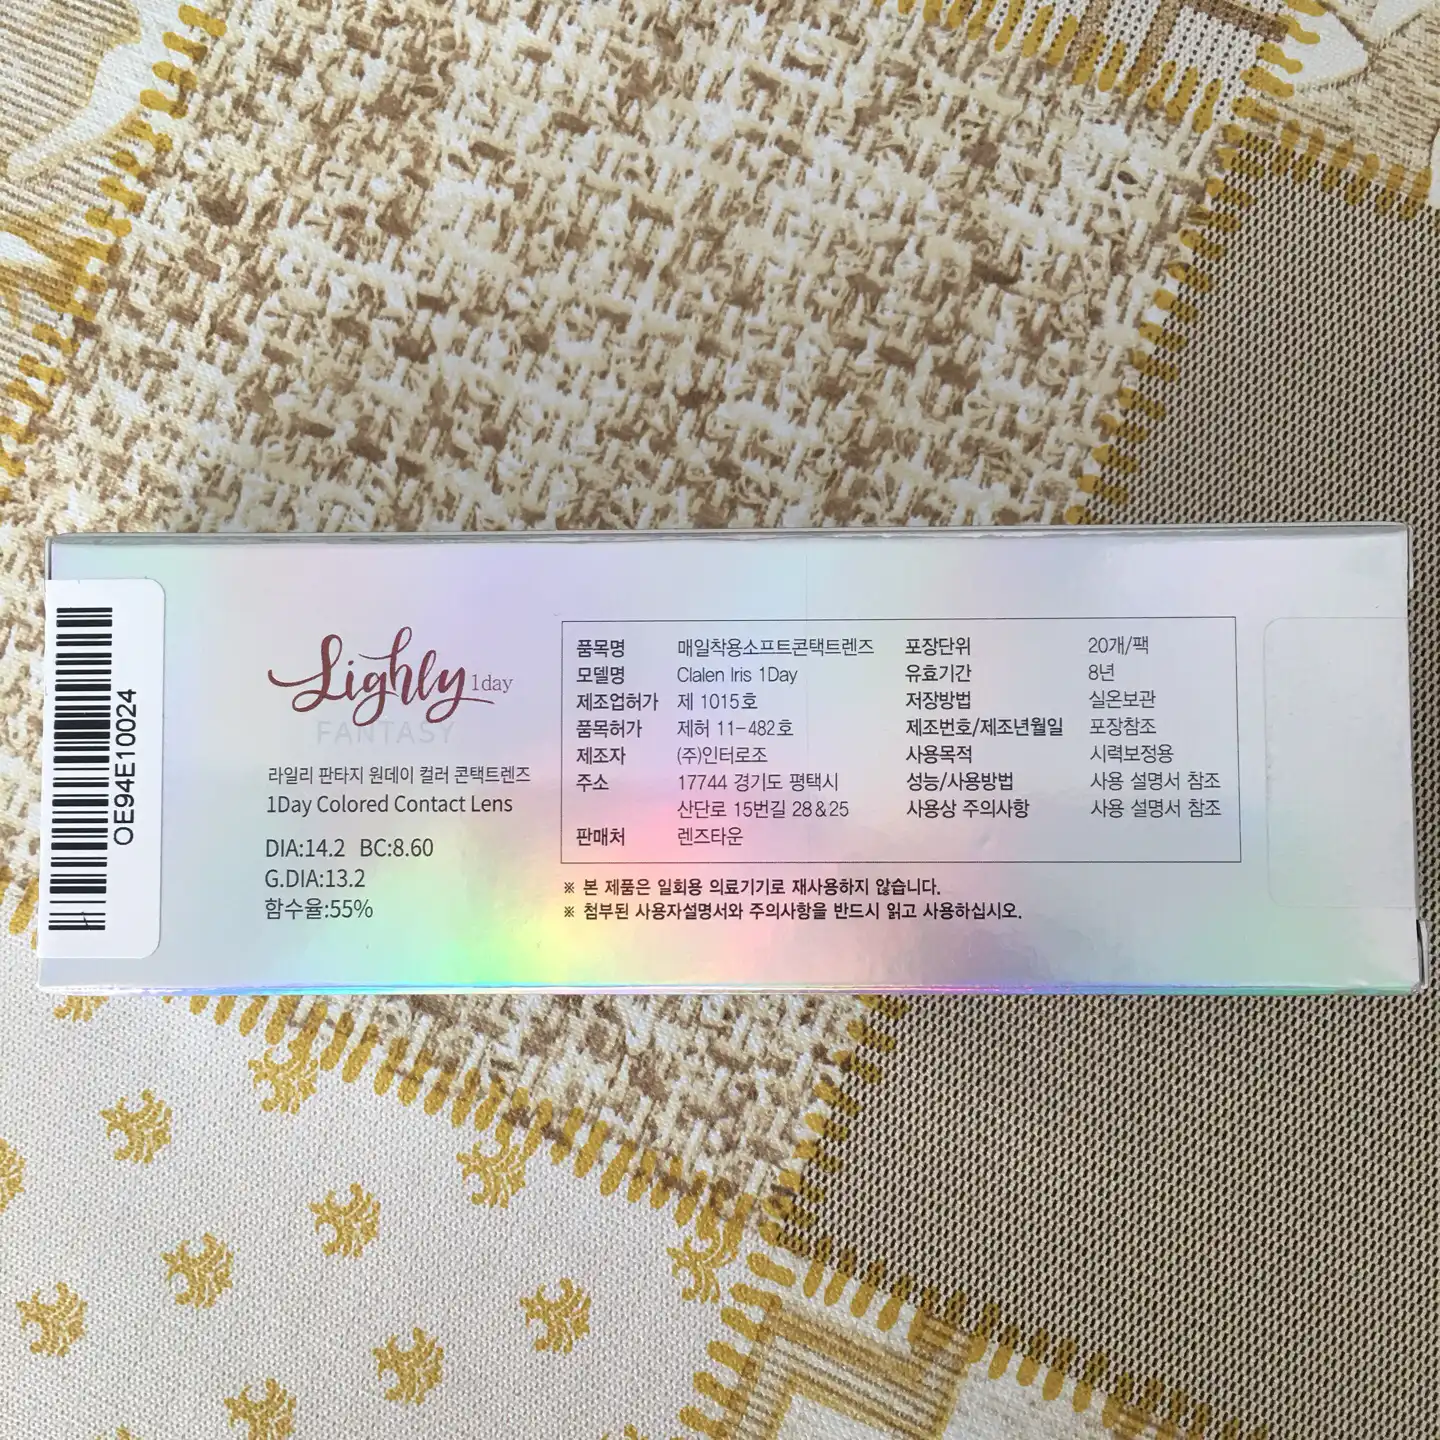 OE94E10024
Lighly 1day
FANTASY
라일리 판타지 원데이 컬러 콘택트렌즈
1Day Colored Contact Lens
DIA:14.2 BC:8.60
G.DIA:13.2
함수율:55%
품목명 매일착용소프트콘택트렌즈 포장단위 20개/팩
모델명 Clalen Iris 1Day 유효기간 8년
제조업허가 제 1015호 저장방법 실온보관
품목허가 제허 11-482호 제조번호/제조년월일 포장참조
제조자 (주)인터로조 사용목적 시력보정용
주소 17744 경기도 평택시 성능/사용방법 사용 설명서 참조
산단로 15번길 28&25 사용상 주의사항 사용 설명서 참조
판매처 렌즈타운
※ 본 제품은 일회용 의료기기로 재사용하지 않습니다.
※ 첨부된 사용자설명서와 주의사항을 반드시 읽고 사용하십시오.